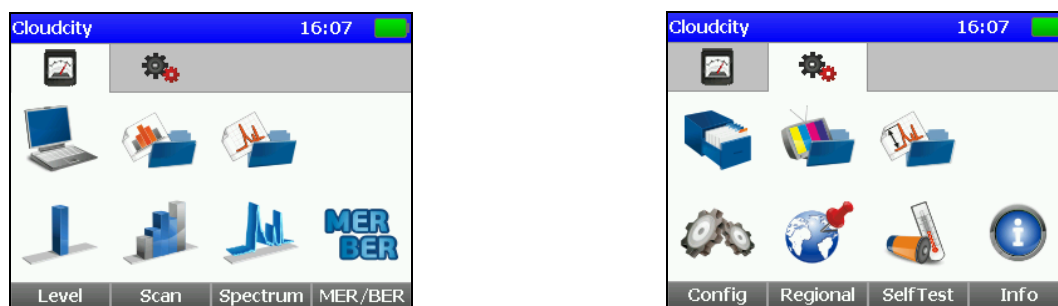 Cloudcity 16:07
MER
BER
Level Scan Spectrum MER/BER
Cloudcity 16:07
Config Regional SelfTest Info